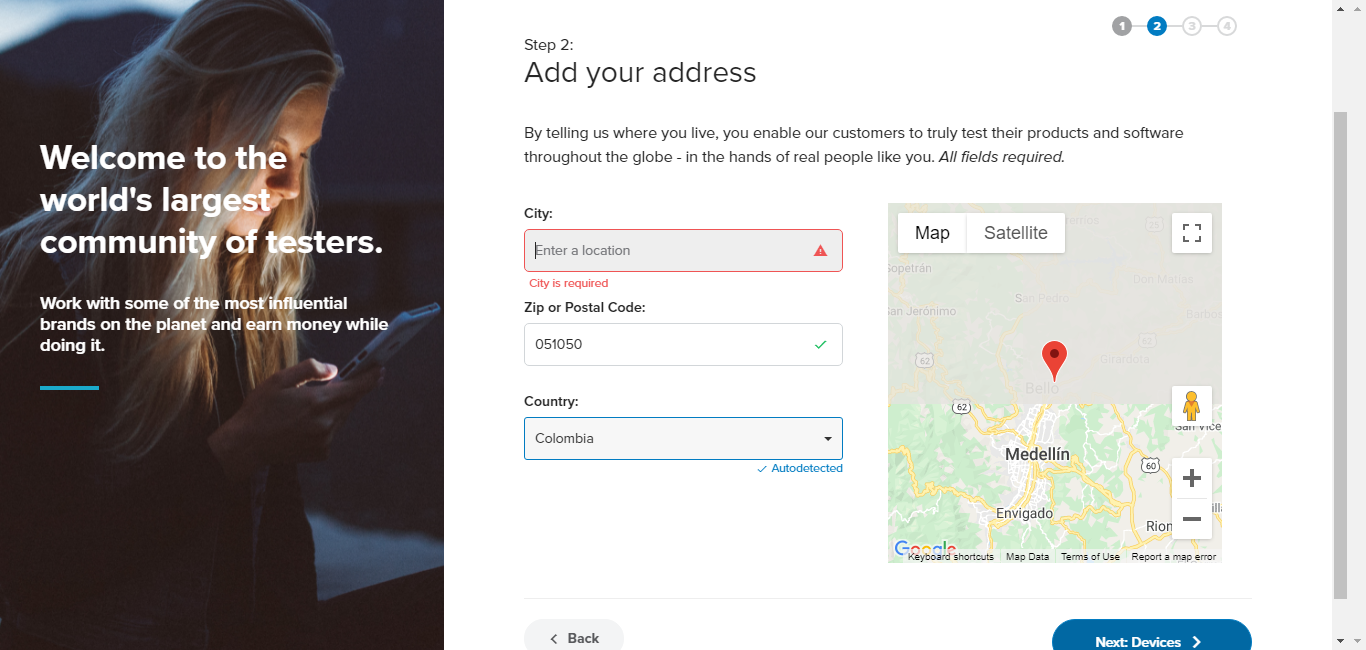 Welcome to the
world's largest
community of testers.
Work with some of the most influential
brands on the planet and earn money while
doing it.
1 2 3 4
Step 2:
Add your address
By telling us where you live, you enable our customers to truly test their products and software
throughout the globe - in the hands of real people like you. All fields required.
City:
Enter a location
City is required
Zip or Postal Code:
051050
Country:
Colombia
Autodetected
Map Satellite
25
Sopetrán
Don Matías
San Pedro
San Jerónimo
62
62
Girardota
Bello
62
Medellín
60
Envigado
Google
Keyboard shortcuts Map Data Terms of Use Report a map error
Back
Next: Devices